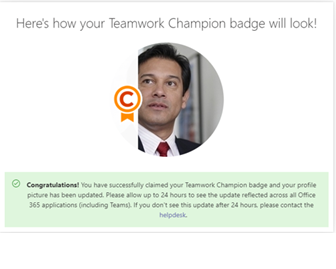 Here's how your Teamwork Champion badge will look!
C
Congratulations! You have successfully claimed your Teamwork Champion badge and your profile
picture has been updated. Please allow up to 24 hours to see the update reflected across all Office
365 applications (including Teams). If you don't see this update after 24 hours, please contact the
helpdesk.